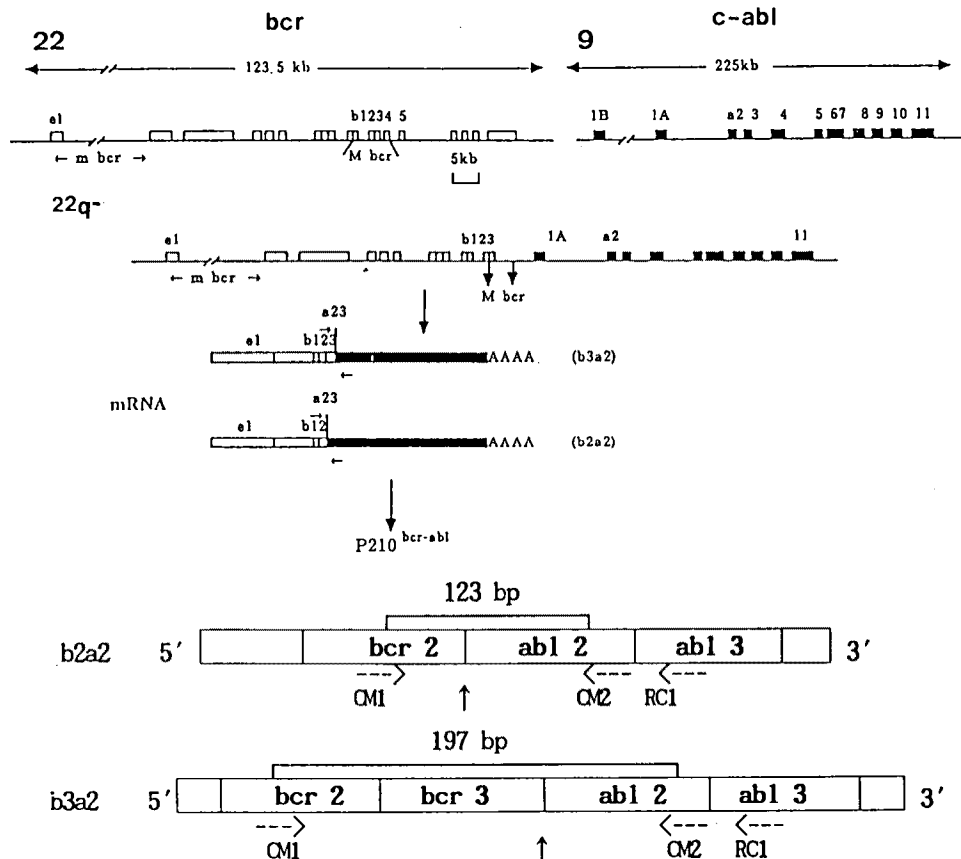 bcr c-abl
22 9
123.5 kb 225kb
e1 b1234 5 1B 1A a2 3 4 5 67 8 9 10 11
← m bcr → M bcr
5kb
22q-
e1 b123 1A a2 11
← m bcr → M bcr
a23
e1 b123 AAAA (b3a2)
mRNA
a23
e1 b12 AAAA (b2a2)
P210 bcr-abl
123 bp
b2a2 5′ bcr 2 abl 2 abl 3 3′
CM1 CM2 RC1
197 bp
b3a2 5′ bcr 2 bcr 3 abl 2 abl 3 3′
CM1 CM2 RC1